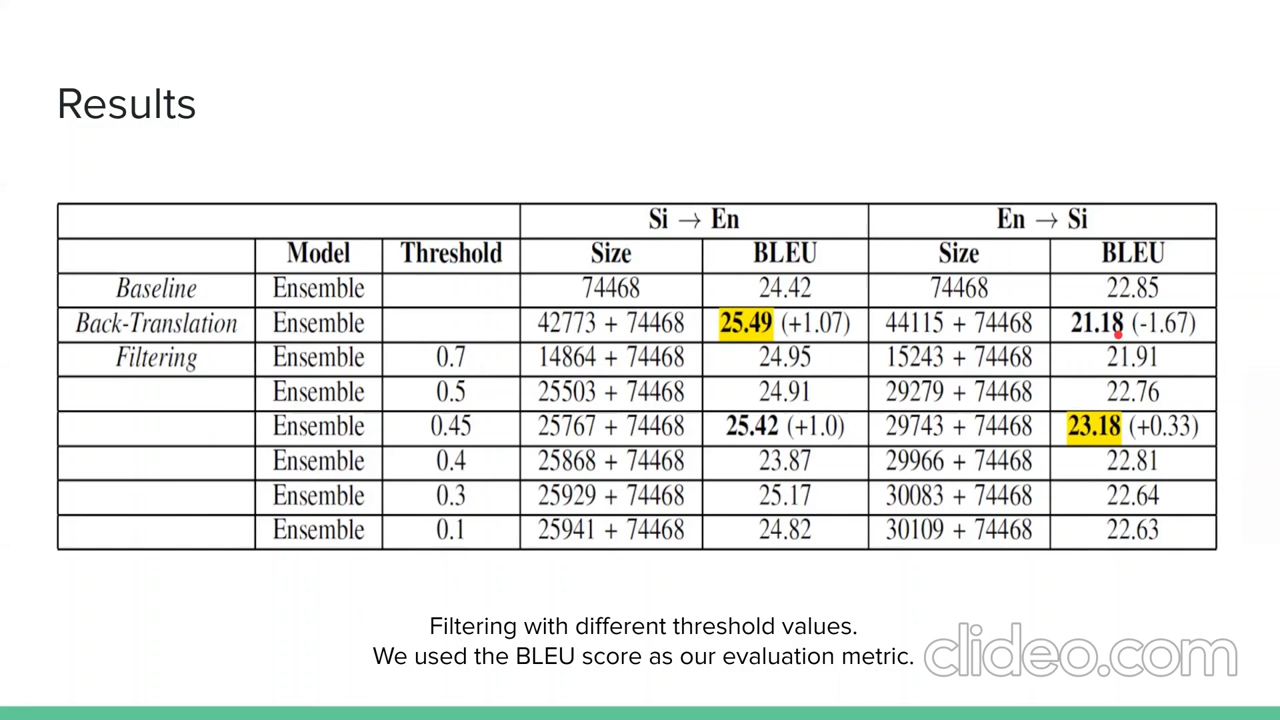 Results
Si → En En → Si
Model Threshold Size BLEU Size BLEU
Baseline Ensemble 74468 24.42 74468 22.85
Back-Translation Ensemble 42773 + 74468 25.49 (+1.07) 44115 + 74468 21.18 (-1.67)
Filtering Ensemble 0.7 14864 + 74468 24.95 15243 + 74468 21.91
Ensemble 0.5 25503 + 74468 24.91 29279 + 74468 22.76
Ensemble 0.45 25767 + 74468 25.42 (+1.0) 29743 + 74468 23.18 (+0.33)
Ensemble 0.4 25868 + 74468 23.87 29966 + 74468 22.81
Ensemble 0.3 25929 + 74468 25.17 30083 + 74468 22.64
Ensemble 0.1 25941 + 74468 24.82 30109 + 74468 22.63
Filtering with different threshold values.
We used the BLEU score as our evaluation metric.
clideo.com